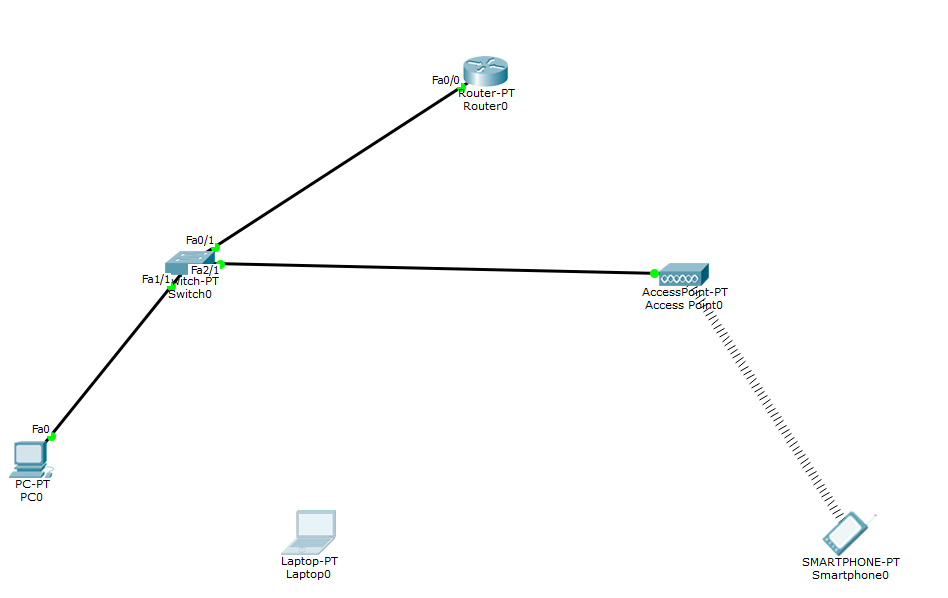 Fa0/0
Router-PT
Router0
Fa0/1
Fa2/1
Fa1/1
witch-PT
Switch0
AccessPoint-PT
Access Point0
Fa0
PC-PT
PC0
Laptop-PT
Laptop0
SMARTPHONE-PT
Smartphone0